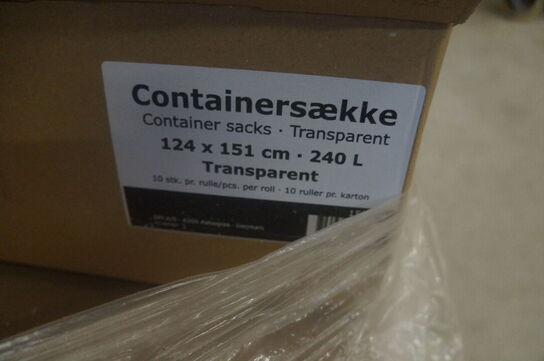 Containersække
Container sacks · Transparent
124 x 151 cm · 240 L
Transparent
10 stk. pr. rulle/pcs. per roll · 10 ruller pr. karton